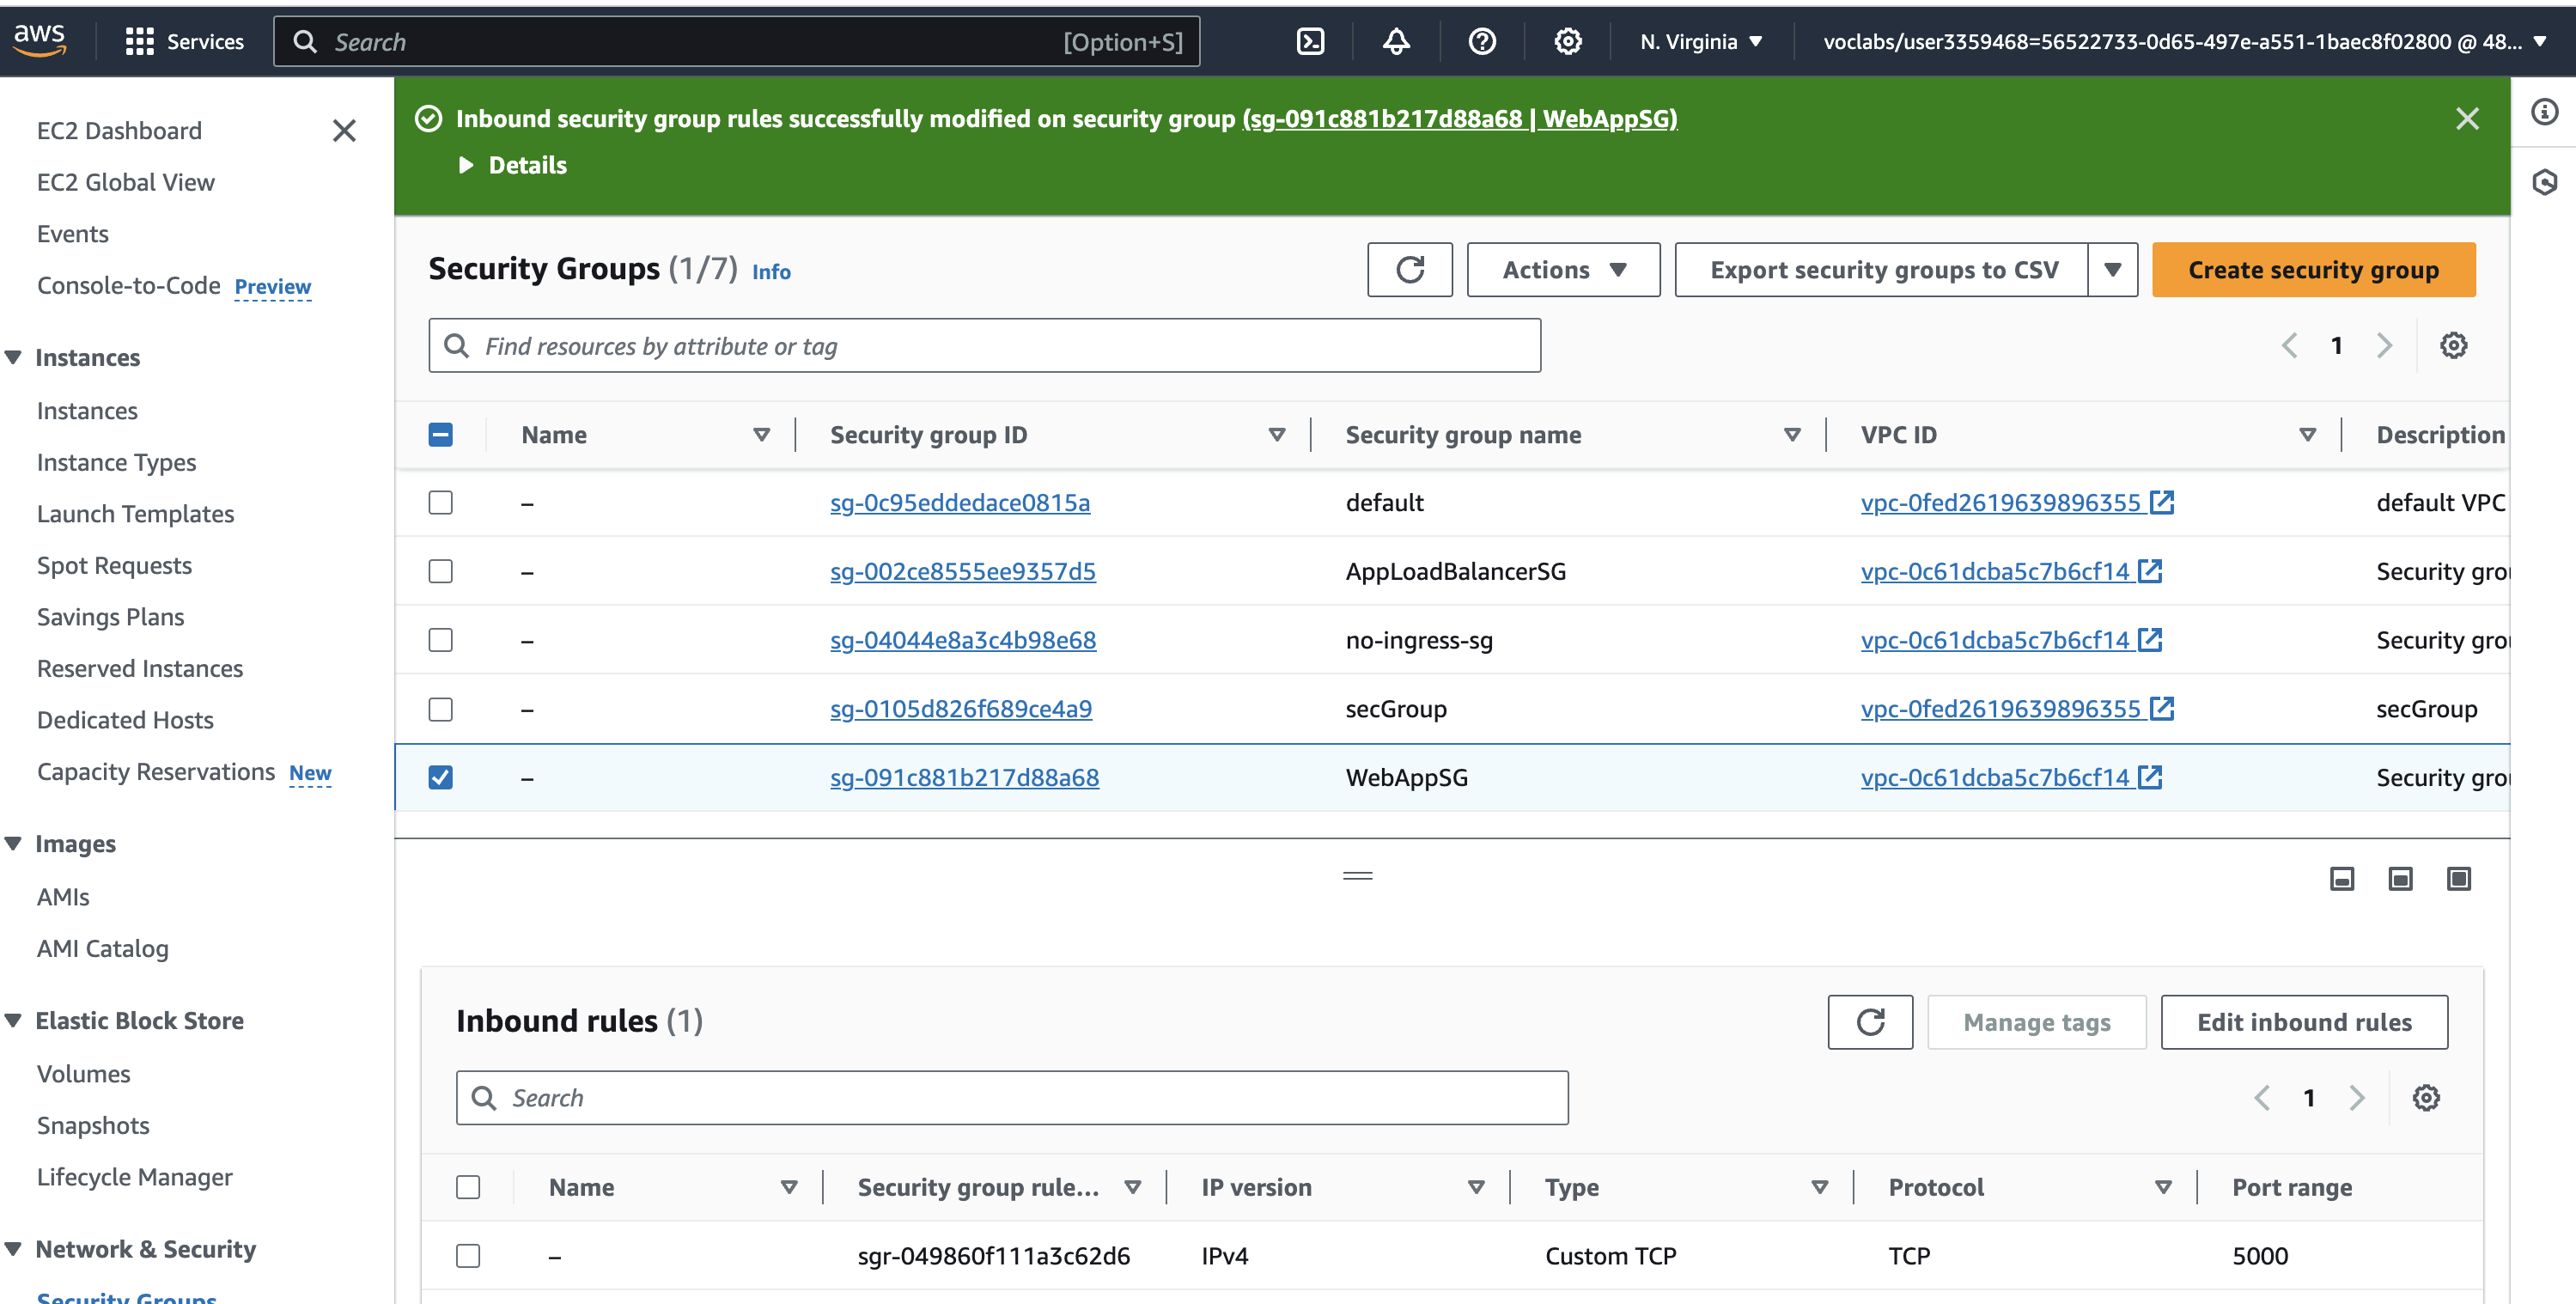 aws
Services
Search
[Option+S]
N. Virginia
voclabs/user3359468=56522733-0d65-497e-a551-1baec8f02800 @ 48...
EC2 Dashboard
EC2 Global View
Events
Console-to-Code Preview
Instances
Instances
Instance Types
Launch Templates
Spot Requests
Savings Plans
Reserved Instances
Dedicated Hosts
Capacity Reservations New
Images
AMIs
AMI Catalog
Elastic Block Store
Volumes
Snapshots
Lifecycle Manager
Network & Security
Security Groups
Inbound security group rules successfully modified on security group (sg-091c881b217d88a68 | WebAppSG)
Details
Security Groups (1/7) Info
Actions
Export security groups to CSV
Create security group
Find resources by attribute or tag
1
Name Security group ID Security group name VPC ID Description
– sg-0c95eddedace0815a default vpc-0fed2619639896355 default VPC
– sg-002ce8555ee9357d5 AppLoadBalancerSG vpc-0c61dcba5c7b6cf14 Security grou
– sg-04044e8a3c4b98e68 no-ingress-sg vpc-0c61dcba5c7b6cf14 Security grou
– sg-0105d826f689ce4a9 secGroup vpc-0fed2619639896355 secGroup
– sg-091c881b217d88a68 WebAppSG vpc-0c61dcba5c7b6cf14 Security grou
Inbound rules (1)
Manage tags
Edit inbound rules
Search
1
Name Security group rule... IP version Type Protocol Port range
– sgr-049860f111a3c62d6 IPv4 Custom TCP TCP 5000